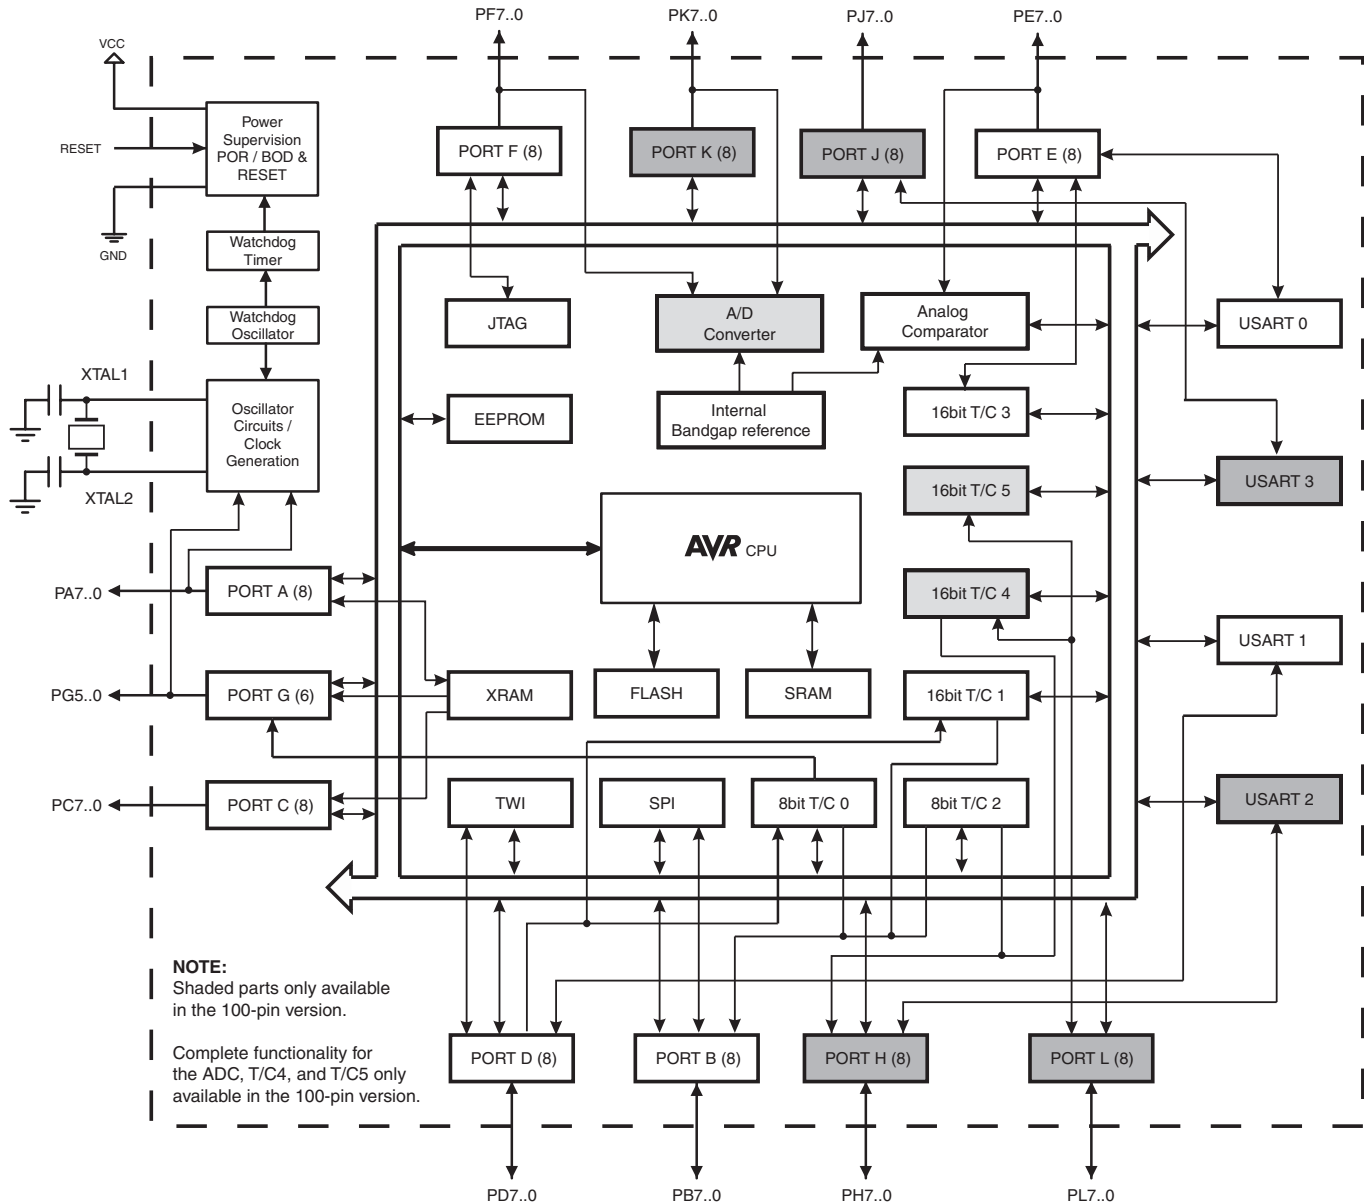 PF7..0
PK7..0
PJ7..0
PE7..0
VCC
RESET
GND
Power
Supervision
POR / BOD &
RESET
Watchdog
Timer
Watchdog
Oscillator
XTAL1
XTAL2
Oscillator
Circuits /
Clock
Generation
PORT F (8)
PORT K (8)
PORT J (8)
PORT E (8)
JTAG
A/D
Converter
Analog
Comparator
USART 0
EEPROM
Internal
Bandgap reference
16bit T/C 3
16bit T/C 5
USART 3
AVR CPU
PA7..0
PORT A (8)
16bit T/C 4
USART 1
PG5..0
PORT G (6)
XRAM
FLASH
SRAM
16bit T/C 1
PC7..0
PORT C (8)
TWI
SPI
8bit T/C 0
8bit T/C 2
USART 2
NOTE:
Shaded parts only available
in the 100-pin version.
Complete functionality for
the ADC, T/C4, and T/C5 only
available in the 100-pin version.
PORT D (8)
PORT B (8)
PORT H (8)
PORT L (8)
PD7..0
PB7..0
PH7..0
PL7..0